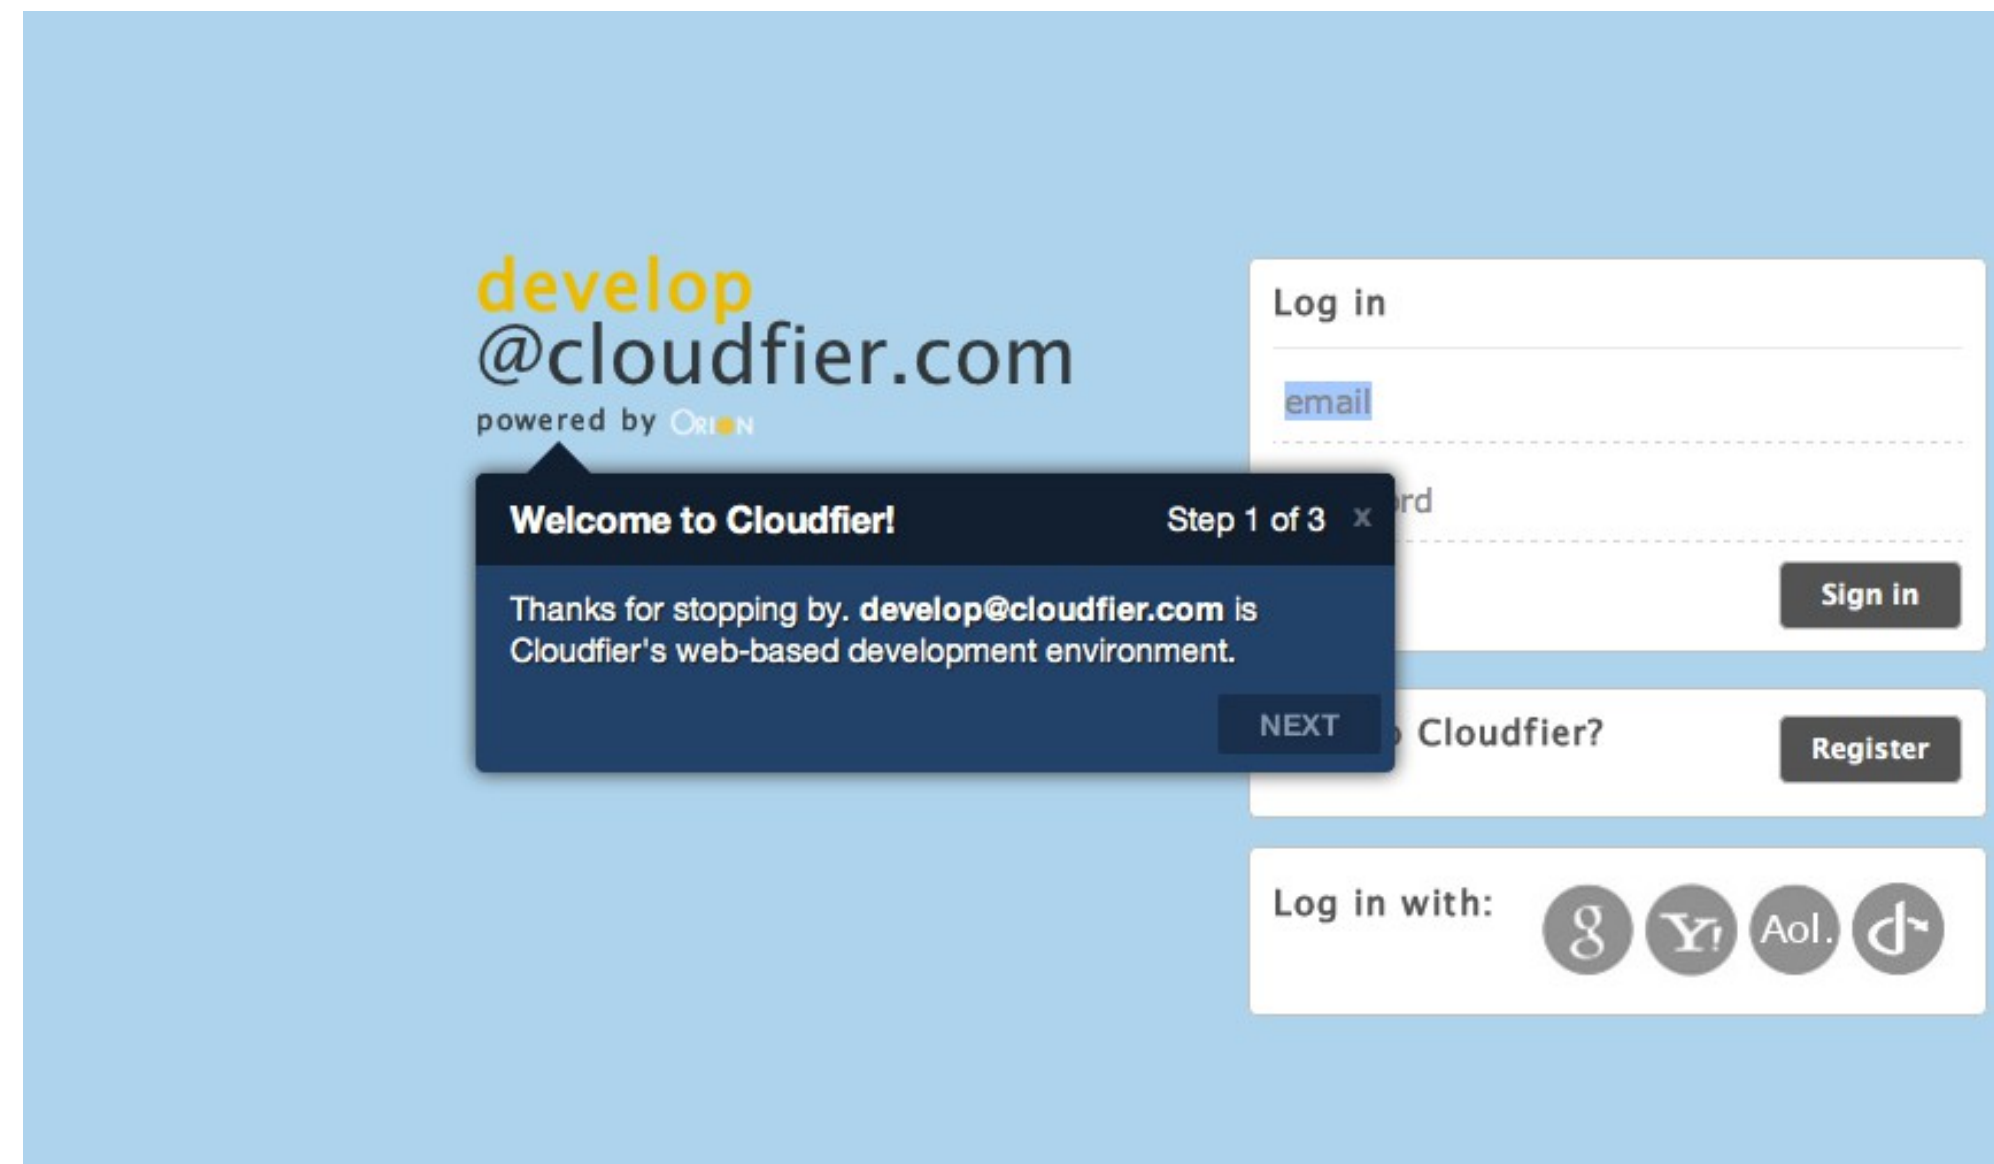 develop
@cloudfier.com
powered by ORION
Welcome to Cloudfier! Step 1 of 3 x
Thanks for stopping by. develop@cloudfier.com is
Cloudfier's web-based development environment.
NEXT
Log in
email
rd
Sign in
Cloudfier?
Register
Log in with:
g Y! Aol.